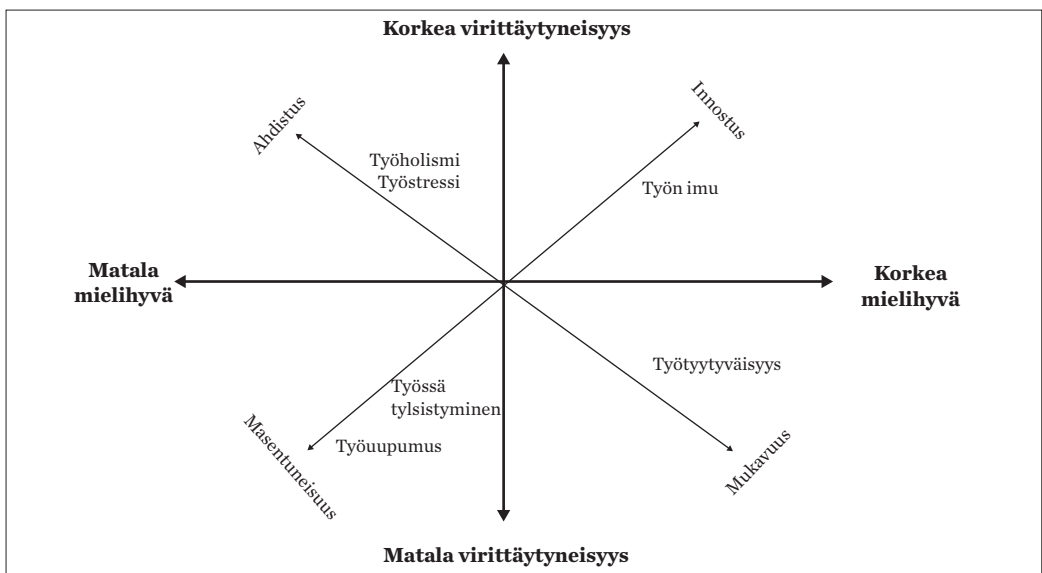 Korkea virittäytyneisyys
Ahdistus
Innostus
Työholismi
Työstressi
Työn imu
Matala
mielihyvä
Korkea
mielihyvä
Työtyytyväisyys
Työssä
tylsistyminen
Työuupumus
Masentuneisuus
Mukavuus
Matala virittäytyneisyys